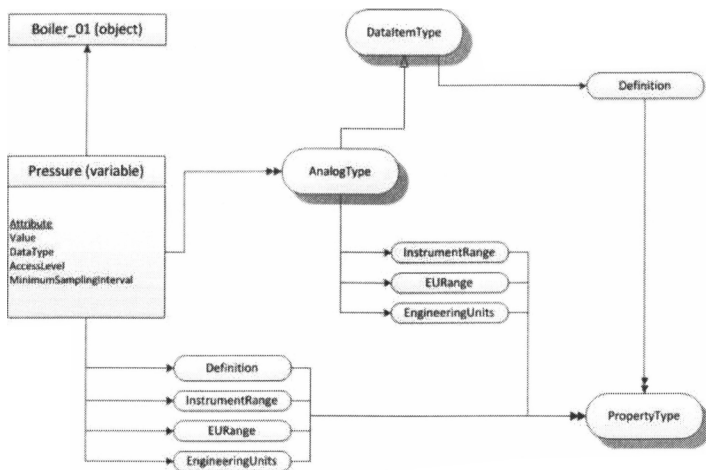 Boiler_01 (object)
DataItemType
Definition
Pressure (variable)
AnalogType
Attribute
Value
DataType
AccessLevel
MinimumSamplingInterval
InstrumentRange
EURange
EngineeringUnits
Definition
InstrumentRange
EURange
EngineeringUnits
PropertyType